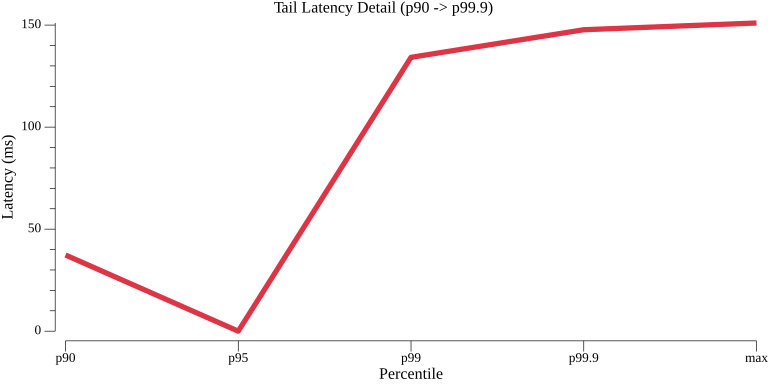 Tail Latency Detail (p90 -> p99.9)
150
100
50
0
Latency (ms)
p90 p95 p99 p99.9 max
Percentile